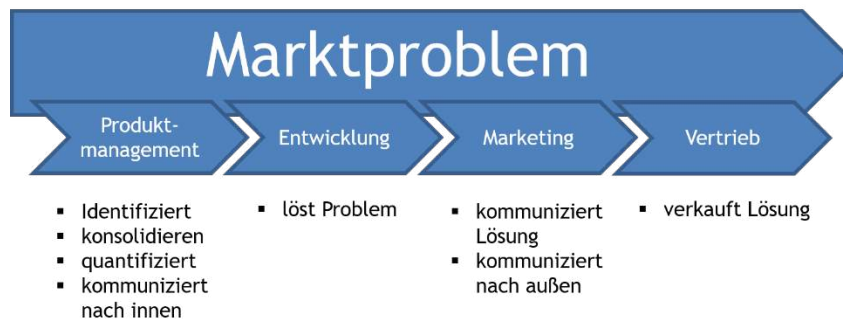 Marktproblem
Produkt-
management
Entwicklung
Marketing
Vertrieb
▪ Identifiziert
▪ konsolidieren
▪ quantifiziert
▪ kommuniziert
nach innen
▪ löst Problem
▪ kommuniziert
Lösung
▪ kommuniziert
nach außen
▪ verkauft Lösung